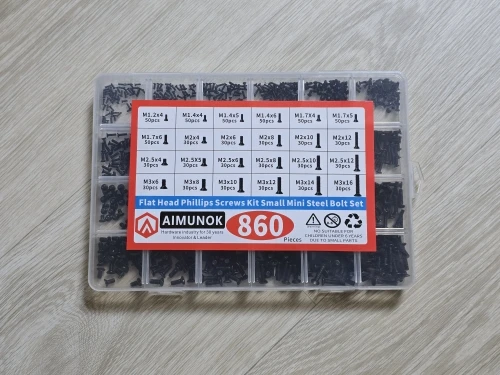 M1.2x4 M1.4x4 M1.4x5 M1.4x6 M1.7X4 M1.7x5
50pcs 50pcs 50pcs 50pcs 50pcs 50pcs
M1.7x6 M2x4 M2x6 M2x8 M2x10 M2x12
50pcs 30pcs 30pcs 30pcs 30pcs 30pcs
M2.5x4 M2.5X5 M2.5x6 M2.5x8 M2.5x10 M2.5x12
30pcs 30pcs 30pcs 30pcs 30pcs 30pcs
M3x6 M3x8 M3x10 M3x12 M3x14 M3x16
30pcs 30pcs 30pcs 30pcs 30pcs 30pcs
Flat Head Phillips Screws Kit Small Mini Steel Bolt Set
AIMUNOK
Hardware industry for 30 years
Innovator & Leader
860
Pieces
NO SUITABLE FOR
CHILDREN UNDER 6 YEARS
DUE TO SMALL PARTS